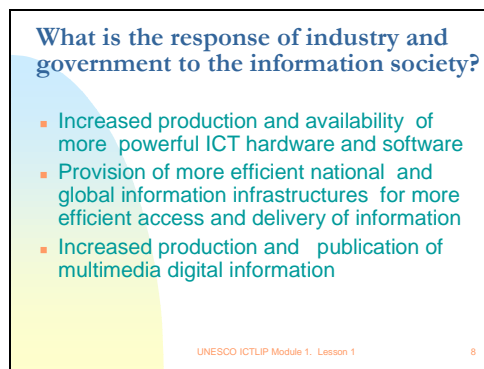 What is the response of industry and
government to the information society?
Increased production and availability of
more powerful ICT hardware and software
Provision of more efficient national and
global information infrastructures for more
efficient access and delivery of information
Increased production and publication of
multimedia digital information
UNESCO ICTLIP Module 1. Lesson 1 8